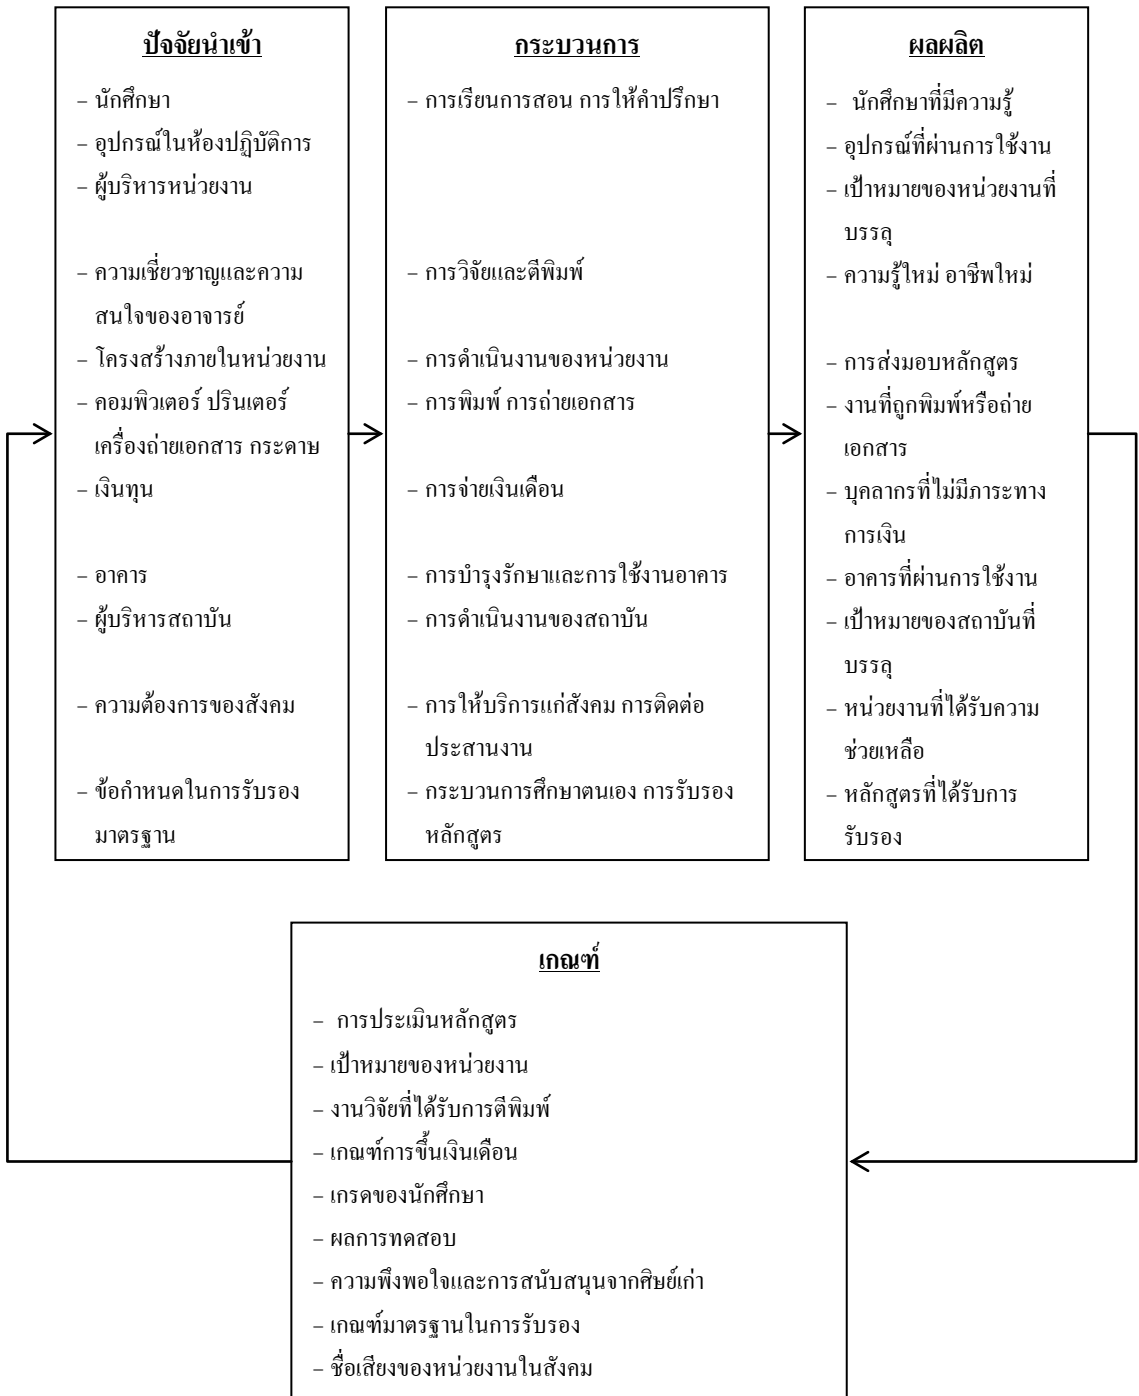 ปัจจัยนำเข้า
– นักศึกษา
– อุปกรณ์ในห้องปฏิบัติการ
– ผู้บริหารหน่วยงาน
– ความเชี่ยวชาญและความ
สนใจของอาจารย์
– โครงสร้างภายในหน่วยงาน
– คอมพิวเตอร์ ปรินเตอร์
เครื่องถ่ายเอกสาร กระดาษ
– เงินทุน
– อาคาร
– ผู้บริหารสถาบัน
– ความต้องการของสังคม
– ข้อกำหนดในการรับรอง
มาตรฐาน
กระบวนการ
– การเรียนการสอน การให้คำปรึกษา
– การวิจัยและตีพิมพ์
– การดำเนินงานของหน่วยงาน
– การพิมพ์ การถ่ายเอกสาร
– การจ่ายเงินเดือน
– การบำรุงรักษาและการใช้งานอาคาร
– การดำเนินงานของสถาบัน
– การให้บริการแก่สังคม การติดต่อ
ประสานงาน
– กระบวนการศึกษาตนเอง การรับรอง
หลักสูตร
ผลผลิต
– นักศึกษาที่มีความรู้
– อุปกรณ์ที่ผ่านการใช้งาน
– เป้าหมายของหน่วยงานที่
บรรลุ
– ความรู้ใหม่ อาชีพใหม่
– การส่งมอบหลักสูตร
– งานที่ถูกพิมพ์หรือถ่าย
เอกสาร
– บุคลากรที่ไม่มีภาระทาง
การเงิน
– อาคารที่ผ่านการใช้งาน
– เป้าหมายของสถาบันที่
บรรลุ
– หน่วยงานที่ได้รับความ
ช่วยเหลือ
– หลักสูตรที่ได้รับการ
รับรอง
เกณฑ์
– การประเมินหลักสูตร
– เป้าหมายของหน่วยงาน
– งานวิจัยที่ได้รับการตีพิมพ์
– เกณฑ์การขึ้นเงินเดือน
– เกรดของนักศึกษา
– ผลการทดสอบ
– ความพึงพอใจและการสนับสนุนจากศิษย์เก่า
– เกณฑ์มาตรฐานในการรับรอง
– ชื่อเสียงของหน่วยงานในสังคม